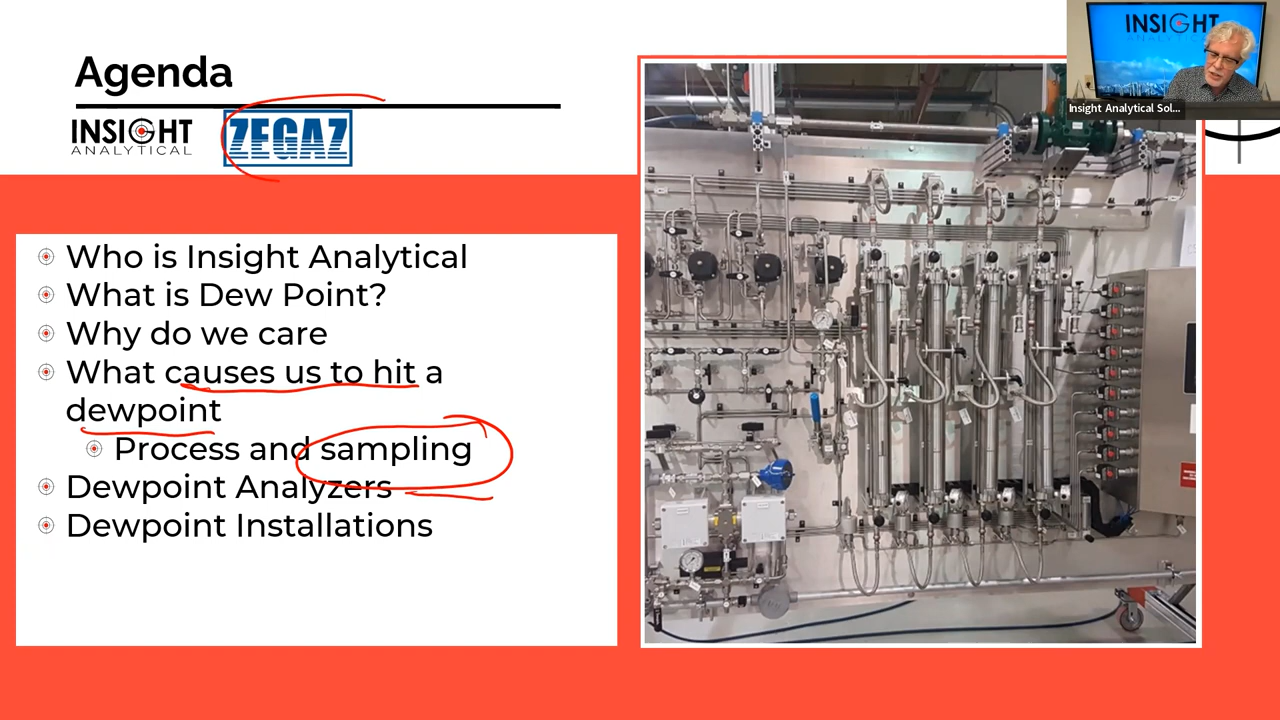 Agenda
INSIGHT
ANALYTICAL
ZEGAZ
Who is Insight Analytical
What is Dew Point?
Why do we care
What causes us to hit a
dewpoint
Process and sampling
Dewpoint Analyzers
Dewpoint Installations
INSIGHT
Insight Analytical Sol...